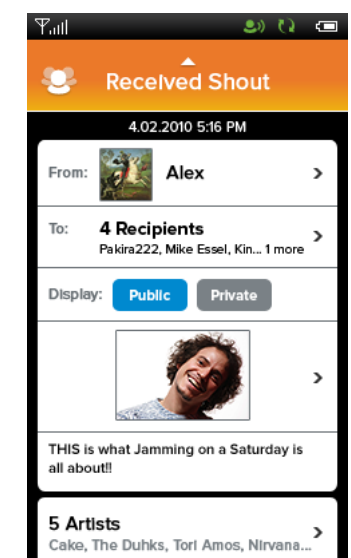 Received Shout
4.02.2010 5:16 PM
From: Alex
To: 4 Recipients
Pakira222, Mike Essel, Kin... 1 more
Display: Public Private
THIS is what Jamming on a Saturday is
all about!!
5 Artists
Cake, The Duhks, Tori Amos, Nirvana...